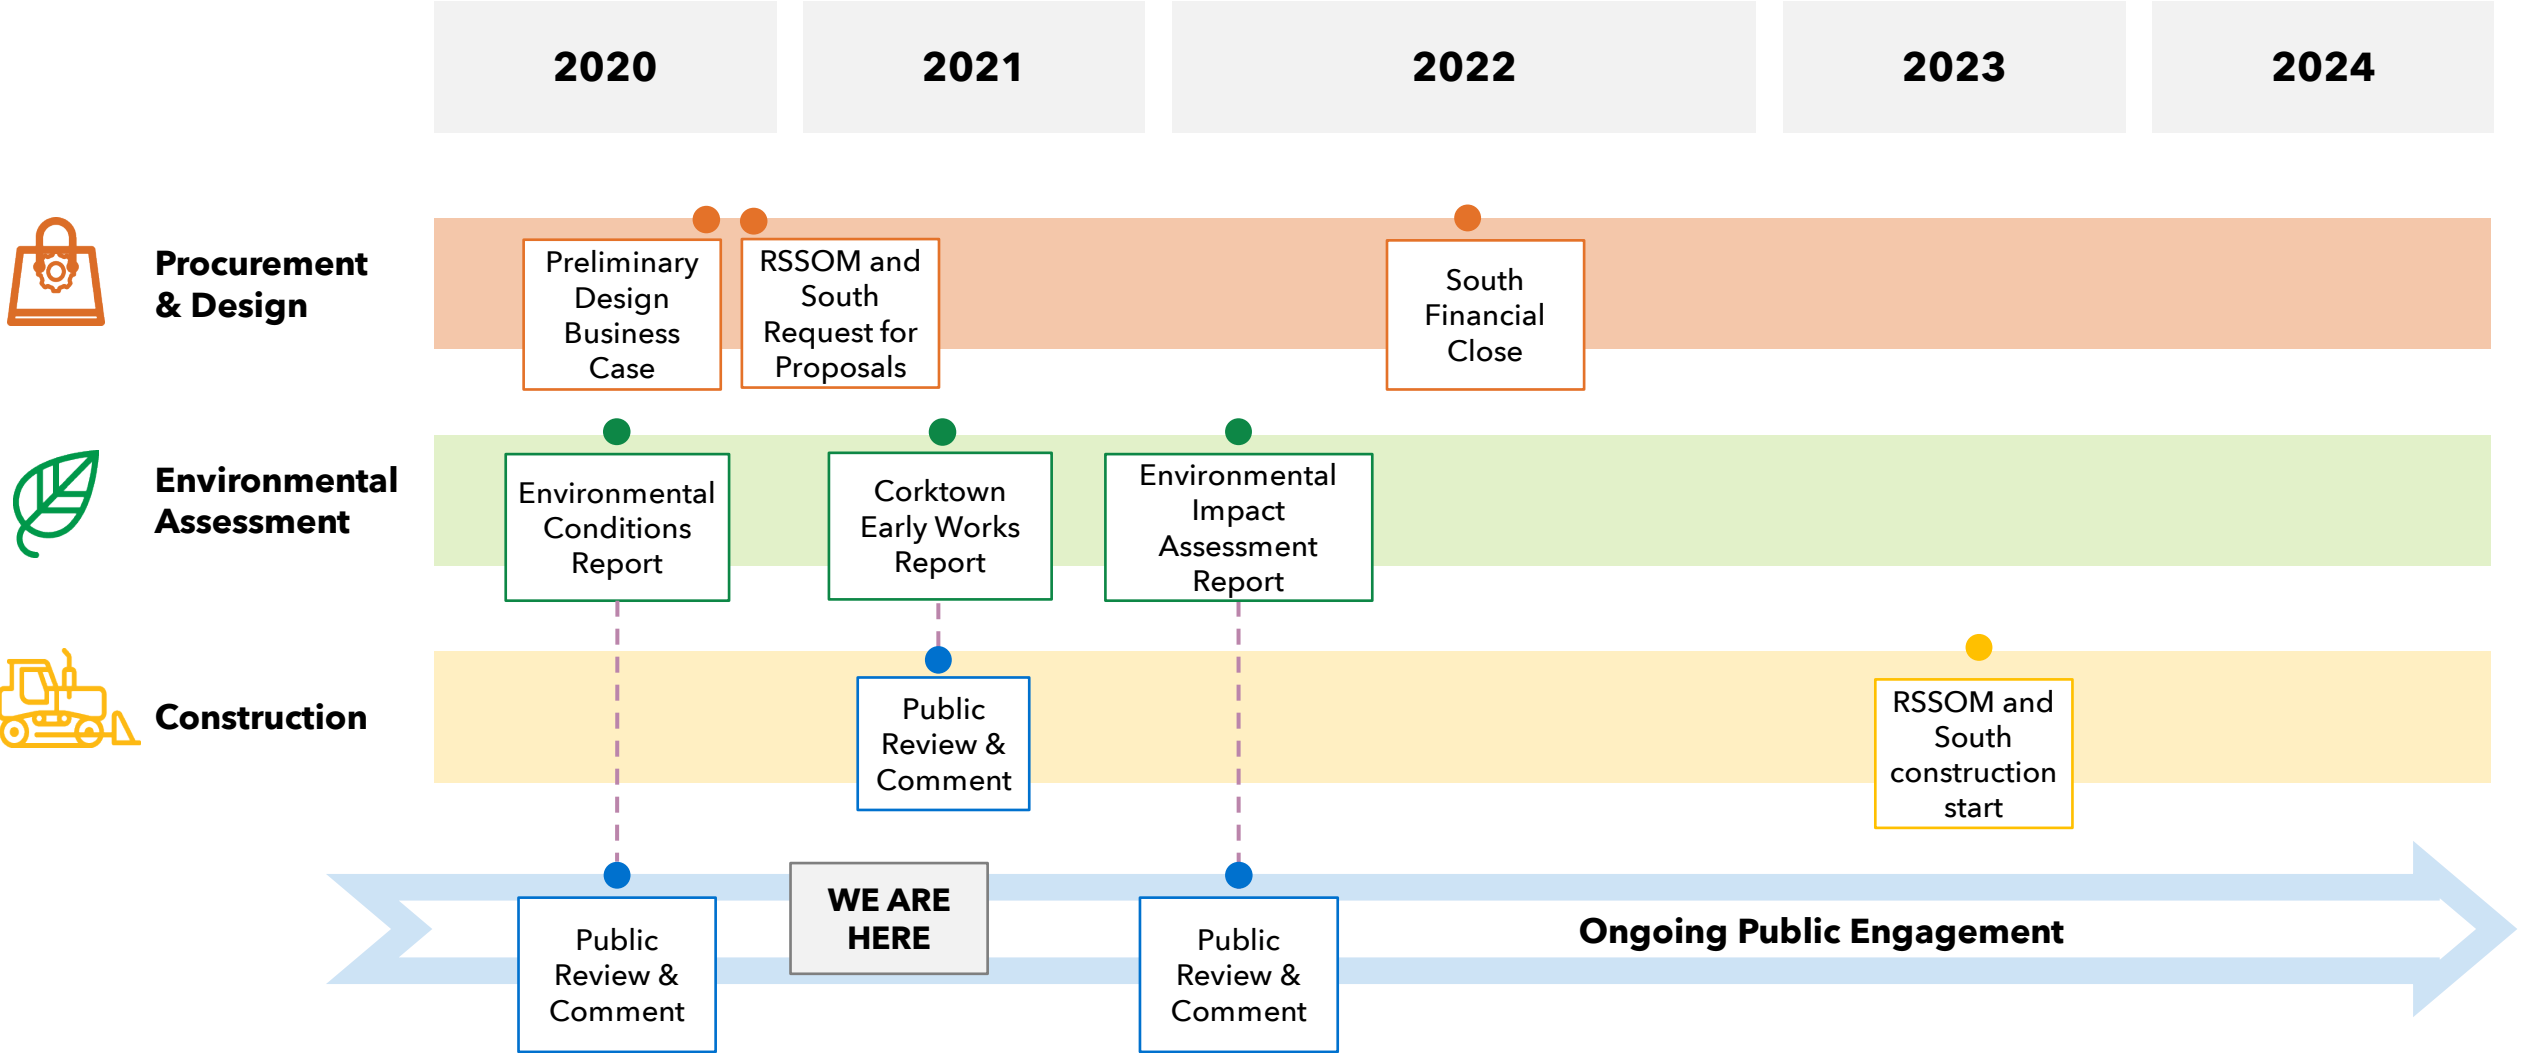 2020
2021
2022
2023
2024
Procurement
& Design
Preliminary
Design
Business
Case
RSSOM and
South
Request for
Proposals
South
Financial
Close
Environmental
Assessment
Environmental
Conditions
Report
Corktown
Early Works
Report
Environmental
Impact
Assessment
Report
Construction
Public
Review &
Comment
RSSOM and
South
construction
start
Public
Review &
Comment
WE ARE
HERE
Public
Review &
Comment
Ongoing Public Engagement